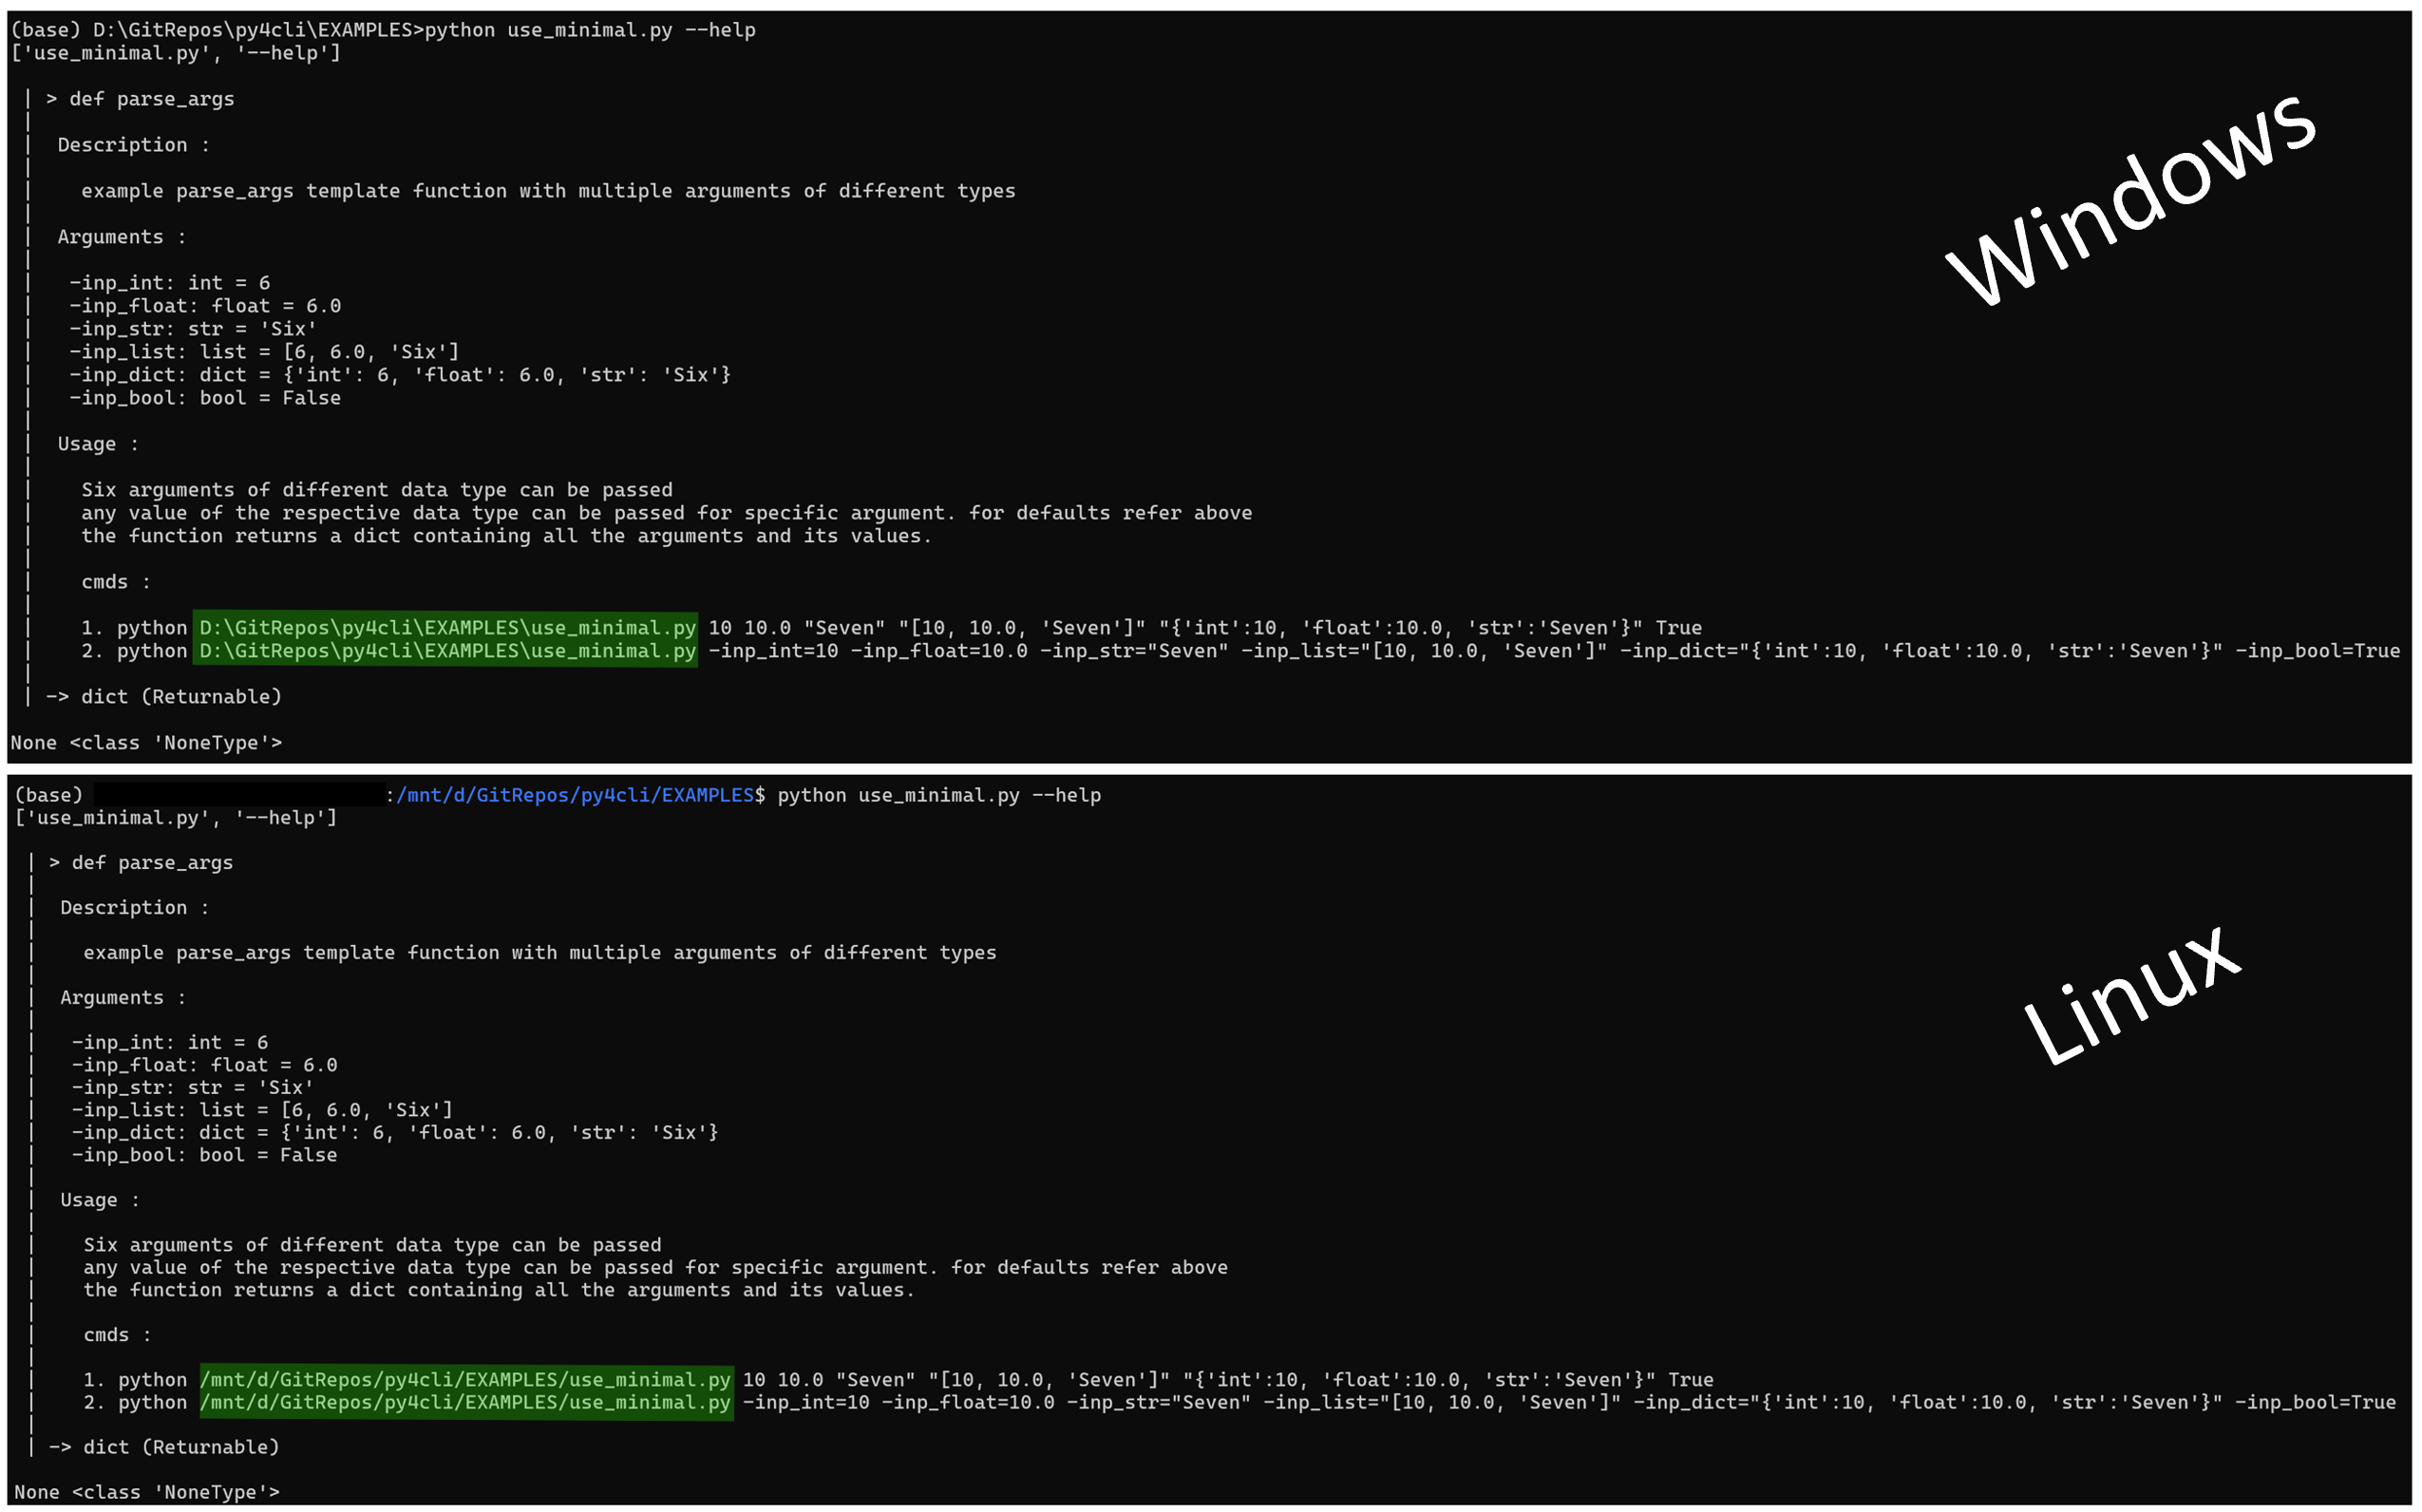 (base) D:\GitRepos\py4cli\EXAMPLES>python use_minimal.py --help
['use_minimal.py', '--help']
| > def parse_args
|
| Description :
|
| example parse_args template function with multiple arguments of different types
|
| Arguments :
|
| -inp_int: int = 6
| -inp_float: float = 6.0
| -inp_str: str = 'Six'
| -inp_list: list = [6, 6.0, 'Six']
| -inp_dict: dict = {'int': 6, 'float': 6.0, 'str': 'Six'}
| -inp_bool: bool = False
|
| Usage :
|
| Six arguments of different data type can be passed
| any value of the respective data type can be passed for specific argument. for defaults refer above
| the function returns a dict containing all the arguments and its values.
|
| cmds :
|
| 1. python D:\GitRepos\py4cli\EXAMPLES\use_minimal.py 10 10.0 "Seven" "[10, 10.0, 'Seven']" "{'int':10, 'float':10.0, 'str':'Seven'}" True
| 2. python D:\GitRepos\py4cli\EXAMPLES\use_minimal.py -inp_int=10 -inp_float=10.0 -inp_str="Seven" -inp_list="[10, 10.0, 'Seven']" -inp_dict="{'int':10, 'float':10.0, 'str':'Seven'}" -inp_bool=True
|
| -> dict (Returnable)
None <class 'NoneType'>
Windows
(base) :/mnt/d/GitRepos/py4cli/EXAMPLES$ python use_minimal.py --help
['use_minimal.py', '--help']
| > def parse_args
|
| Description :
|
| example parse_args template function with multiple arguments of different types
|
| Arguments :
|
| -inp_int: int = 6
| -inp_float: float = 6.0
| -inp_str: str = 'Six'
| -inp_list: list = [6, 6.0, 'Six']
| -inp_dict: dict = {'int': 6, 'float': 6.0, 'str': 'Six'}
| -inp_bool: bool = False
|
| Usage :
|
| Six arguments of different data type can be passed
| any value of the respective data type can be passed for specific argument. for defaults refer above
| the function returns a dict containing all the arguments and its values.
|
| cmds :
|
| 1. python /mnt/d/GitRepos/py4cli/EXAMPLES/use_minimal.py 10 10.0 "Seven" "[10, 10.0, 'Seven']" "{'int':10, 'float':10.0, 'str':'Seven'}" True
| 2. python /mnt/d/GitRepos/py4cli/EXAMPLES/use_minimal.py -inp_int=10 -inp_float=10.0 -inp_str="Seven" -inp_list="[10, 10.0, 'Seven']" -inp_dict="{'int':10, 'float':10.0, 'str':'Seven'}" -inp_bool=True
|
| -> dict (Returnable)
None <class 'NoneType'>
Linux